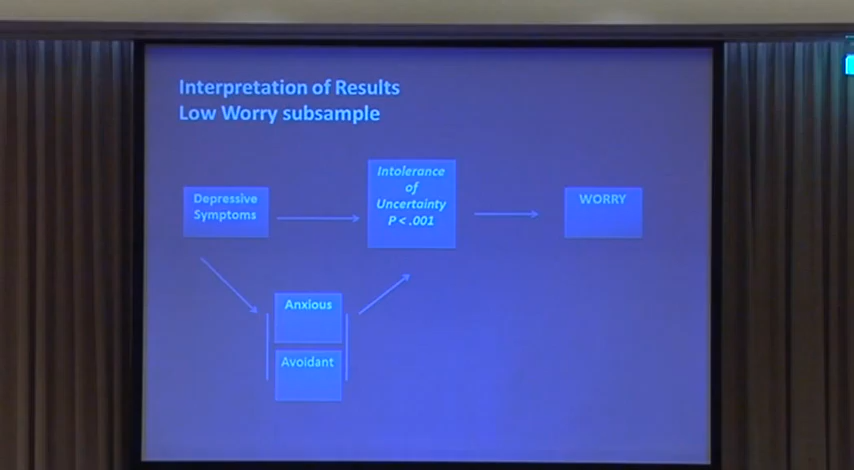 Interpretation of Results
Low Worry subsample
Depressive
Symptoms
Intolerance
of
Uncertainty
P < .001
WORRY
Anxious
Avoidant